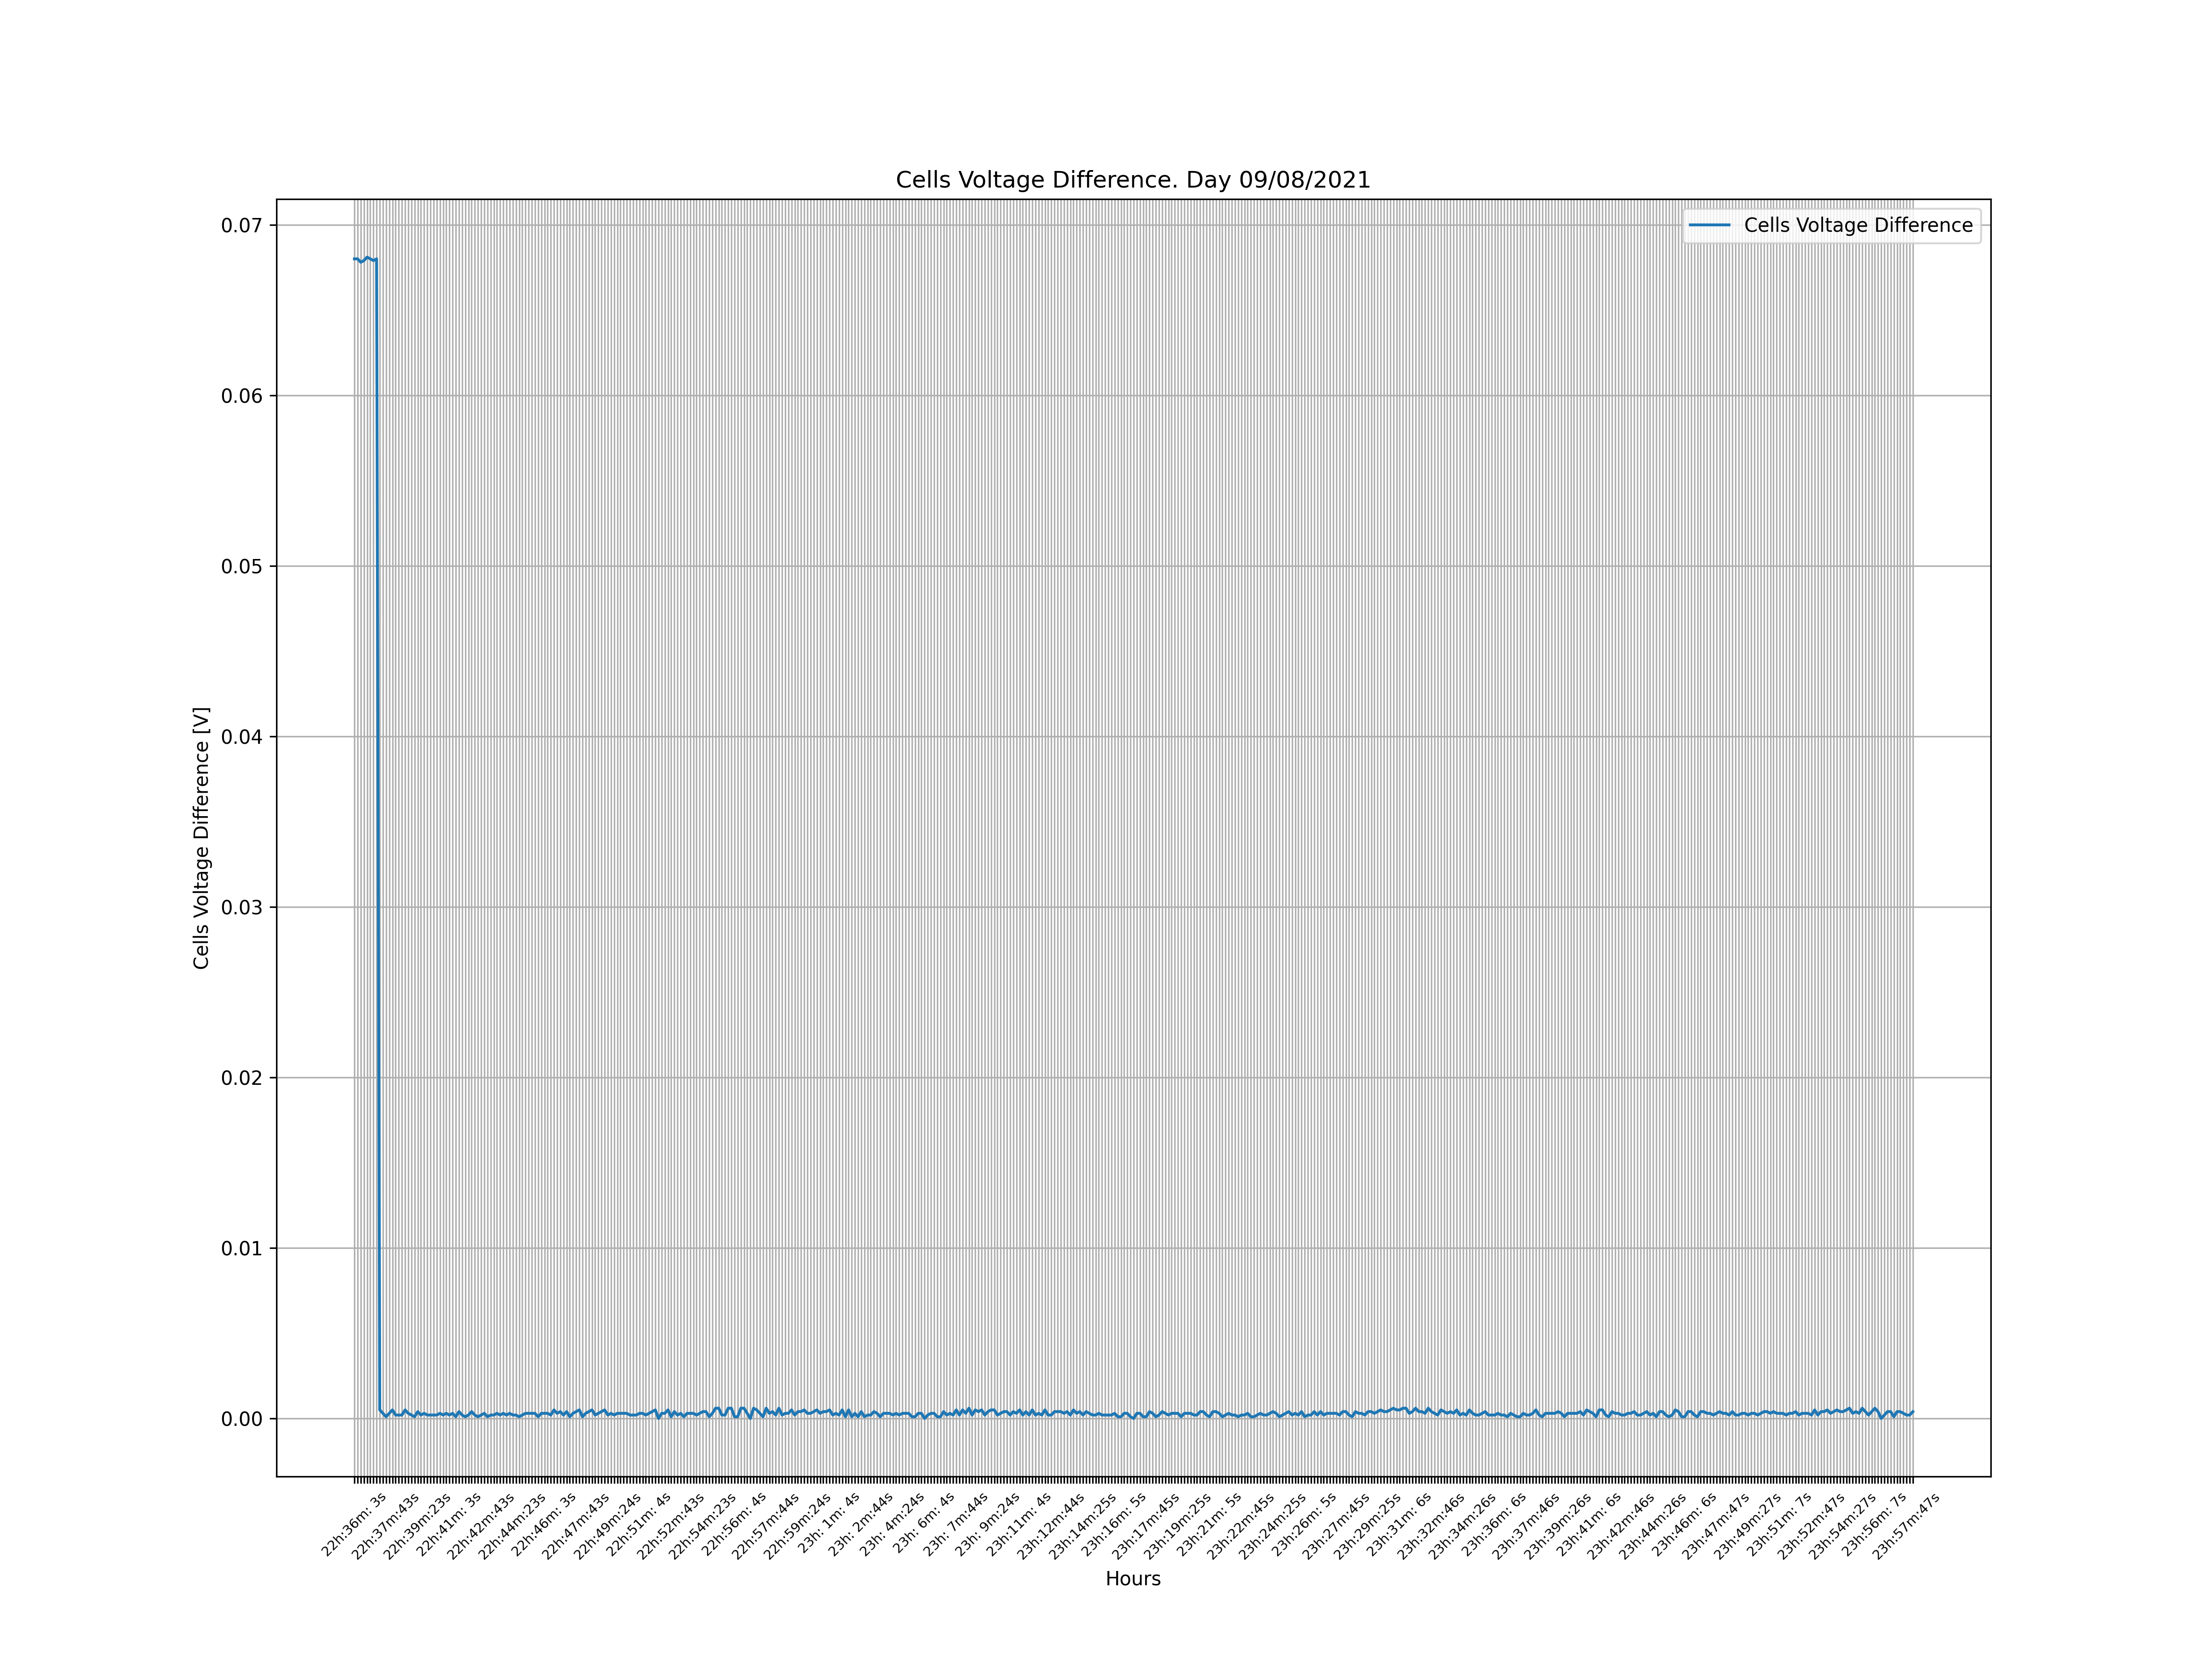 Cells Voltage Difference. Day 09/08/2021
Cells Voltage Difference
0.07
0.06
0.05
0.04
0.03
0.02
0.01
0.00
Cells Voltage Difference [V]
22h:36m: 3s
22h:37m:43s
22h:39m:23s
22h:41m: 3s
22h:42m:43s
22h:44m:23s
22h:46m: 3s
22h:47m:43s
22h:49m:24s
22h:51m: 4s
22h:52m:43s
22h:54m:23s
22h:56m: 4s
22h:57m:44s
22h:59m:24s
23h: 1m: 4s
23h: 2m:44s
23h: 4m:24s
23h: 6m: 4s
23h: 7m:44s
23h: 9m:24s
23h:11m: 4s
23h:12m:44s
23h:14m:25s
23h:16m: 5s
23h:17m:45s
23h:19m:25s
23h:21m: 5s
23h:22m:45s
23h:24m:25s
23h:26m: 5s
23h:27m:45s
23h:29m:25s
23h:31m: 6s
23h:32m:46s
23h:34m:26s
23h:36m: 6s
23h:37m:46s
23h:39m:26s
23h:41m: 6s
23h:42m:46s
23h:44m:26s
23h:46m: 6s
23h:47m:47s
23h:49m:27s
23h:51m: 7s
23h:52m:47s
23h:54m:27s
23h:56m: 7s
23h:57m:47s
Hours